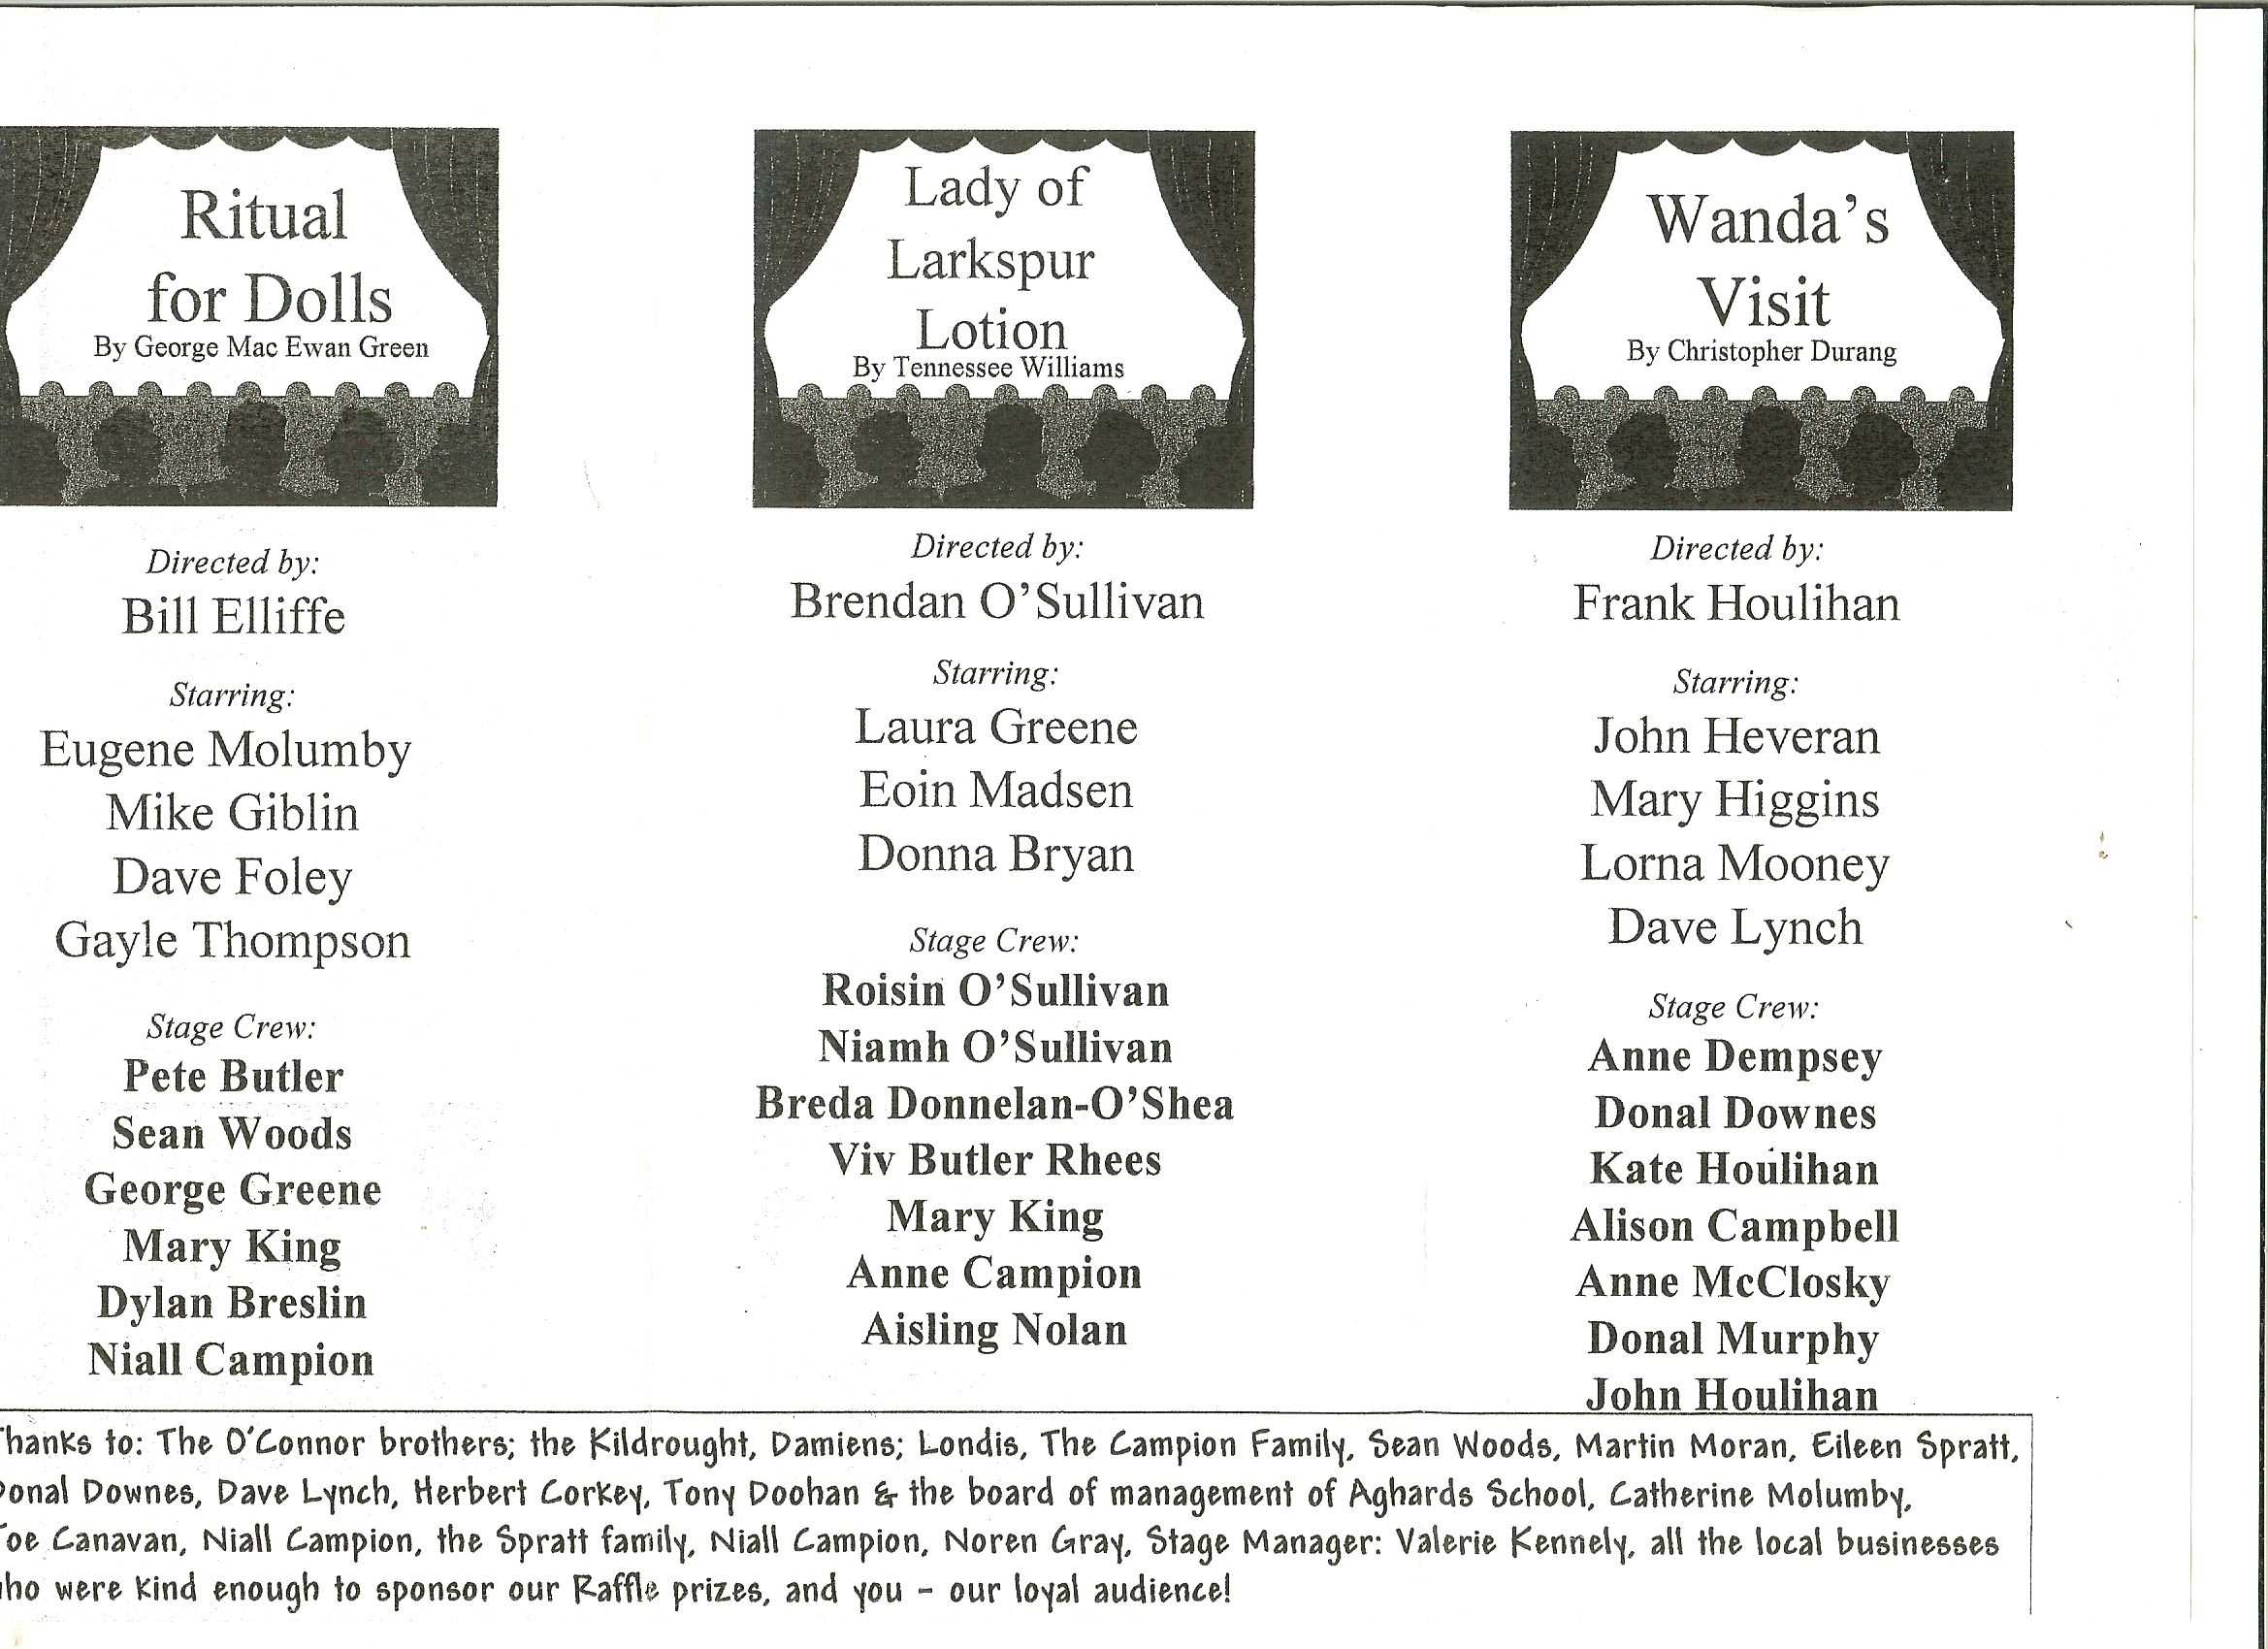 Ritual
for Dolls
By George Mac Ewan Green
Directed by:
Bill Elliffe
Starring:
Eugene Molumby
Mike Giblin
Dave Foley
Gayle Thompson
Stage Crew:
Pete Butler
Sean Woods
George Greene
Mary King
Dylan Breslin
Niall Campion
Lady of
Larkspur
Lotion
By Tennessee Williams
Directed by:
Brendan O'Sullivan
Starring:
Laura Greene
Eoin Madsen
Donna Bryan
Stage Crew:
Roisin O'Sullivan
Niamh O'Sullivan
Breda Donnelan-O'Shea
Viv Butler Rhees
Mary King
Anne Campion
Aisling Nolan
Wanda's
Visit
By Christopher Durang
Directed by:
Frank Houlihan
Starring:
John Heveran
Mary Higgins
Lorna Mooney
Dave Lynch
Stage Crew:
Anne Dempsey
Donal Downes
Kate Houlihan
Alison Campbell
Anne McClosky
Donal Murphy
John Houlihan
hanks to: The O'Connor brothers; the Kildrought, Damiens; Londis, The Campion Family, Sean Woods, Martin Moran, Eileen Spratt,
onal Downes, Dave Lynch, Herbert Corkey, Tony Doohan & the board of management of Aghards School, Catherine Molumby,
oe Canavan, Niall Campion, the Spratt family, Niall Campion, Noren Gray, Stage Manager: Valerie Kennely, all the local businesses
ho were kind enough to sponsor our Raffle prizes, and you - our loyal audience!